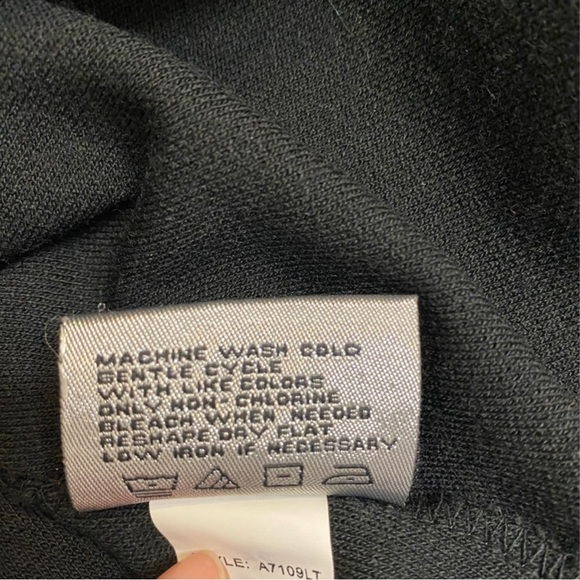 MACHINE WASH COLD
GENTLE CYCLE
WITH LIKE COLORS
ONLY NON-CHLORINE
BLEACH WHEN NEEDED
RESHAPE DRY FLAT
LOW IRON IF NECESSARY
YLE: A7109LT